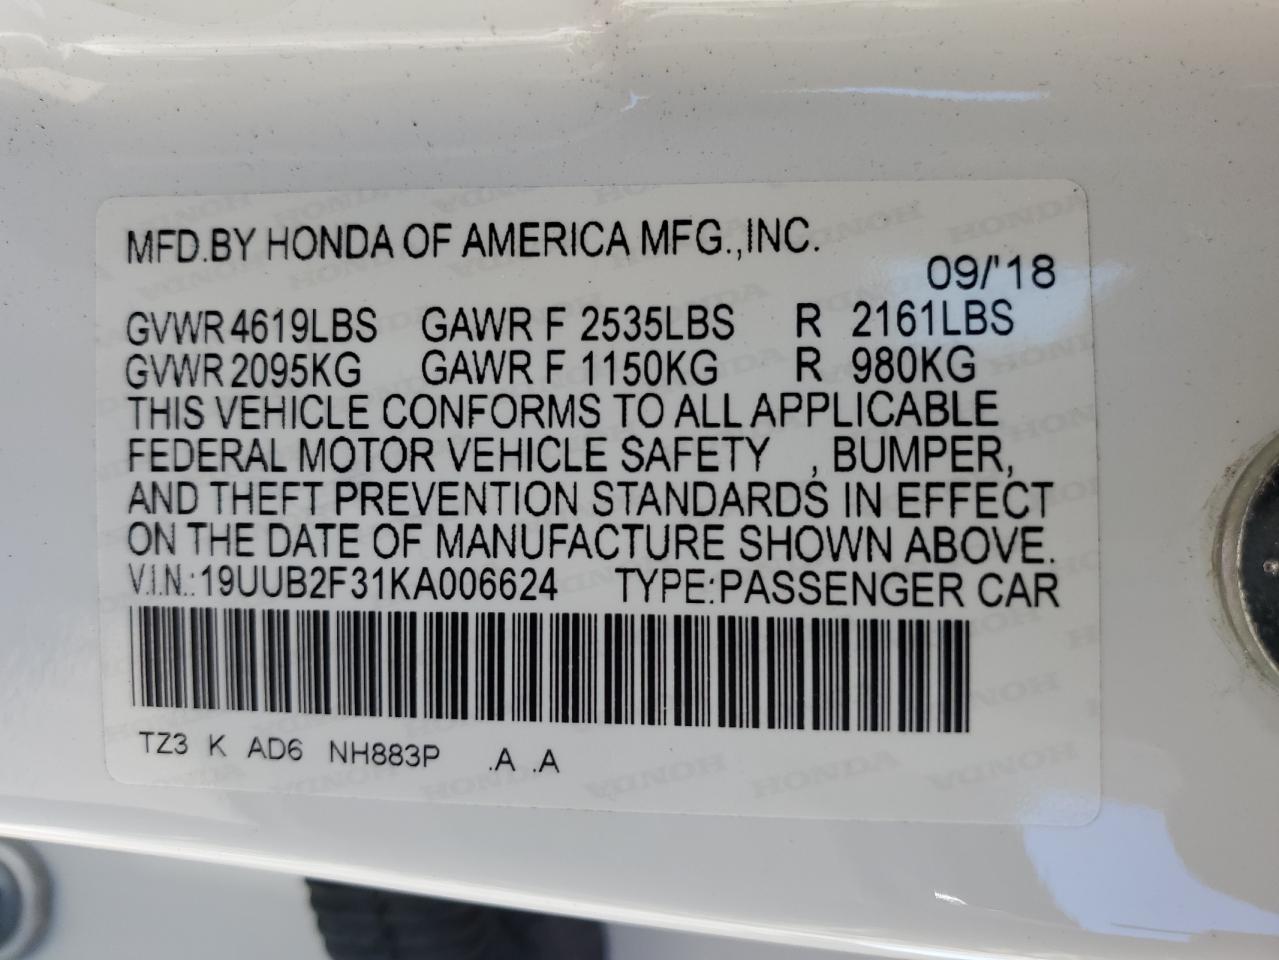 MFD.BY HONDA OF AMERICA MFG.,INC.
09/'18
GVWR 4619LBS GAWR F 2535LBS R 2161LBS
GVWR 2095KG GAWR F 1150KG R 980KG
THIS VEHICLE CONFORMS TO ALL APPLICABLE
FEDERAL MOTOR VEHICLE SAFETY , BUMPER,
AND THEFT PREVENTION STANDARDS IN EFFECT
ON THE DATE OF MANUFACTURE SHOWN ABOVE.
V.I.N.:19UUB2F31KA006624 TYPE:PASSENGER CAR
TZ3 K AD6 NH883P .A .A